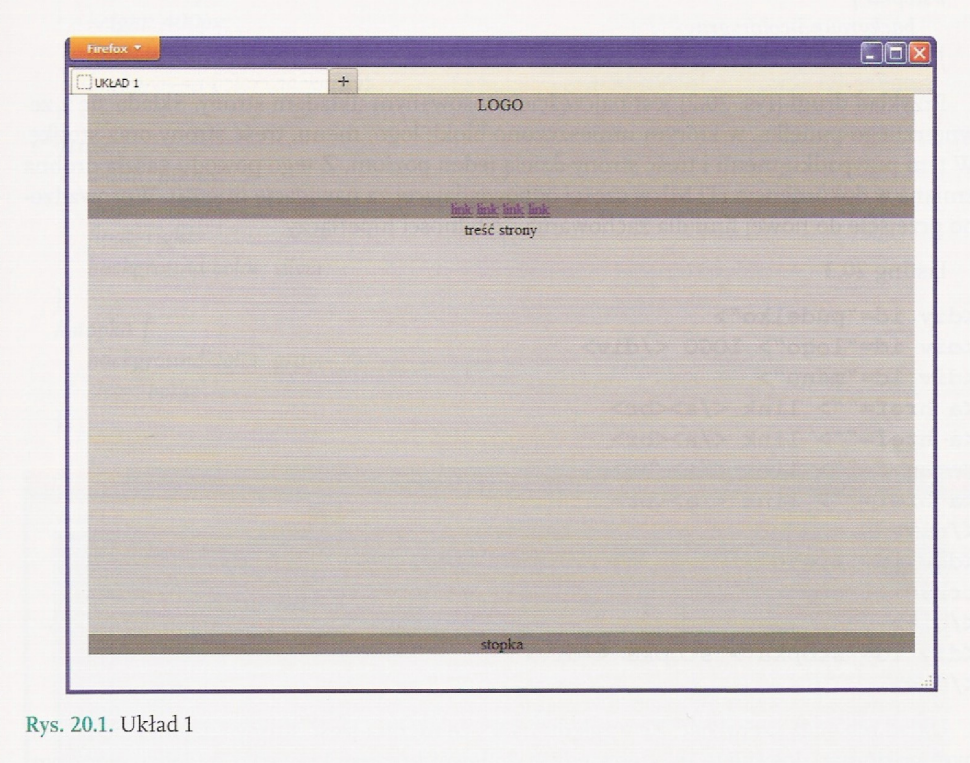 Firefox
UKŁAD 1
+
LOGO
link link link link
treść strony
stopka
Rys. 20.1. Układ 1